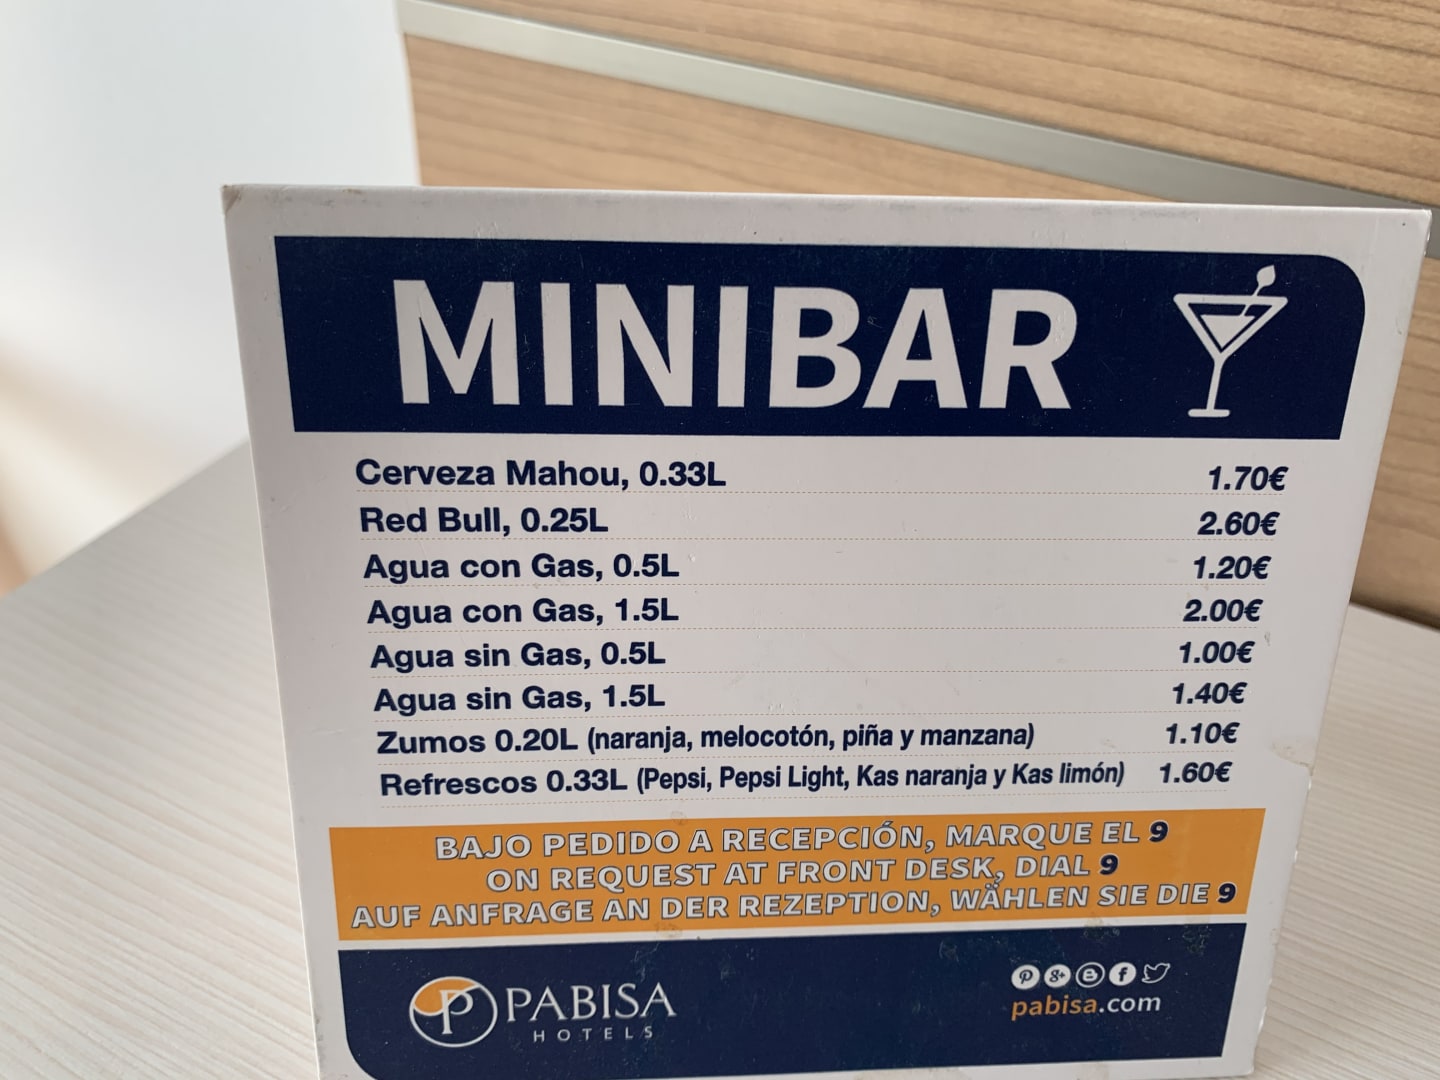 MINIBAR
Cerveza Mahou, 0.33L 1.70€
Red Bull, 0.25L 2.60€
Agua con Gas, 0.5L 1.20€
Agua con Gas, 1.5L 2.00€
Agua sin Gas, 0.5L 1.00€
Agua sin Gas, 1.5L 1.40€
Zumos 0.20L (naranja, melocotón, piña y manzana) 1.10€
Refrescos 0.33L (Pepsi, Pepsi Light, Kas naranja y Kas limón) 1.60€
BAJO PEDIDO A RECEPCIÓN, MARQUE EL 9
ON REQUEST AT FRONT DESK, DIAL 9
AUF ANFRAGE AN DER REZEPTION, WÄHLEN SIE DIE 9
PABISA
HOTELS
pabisa.com